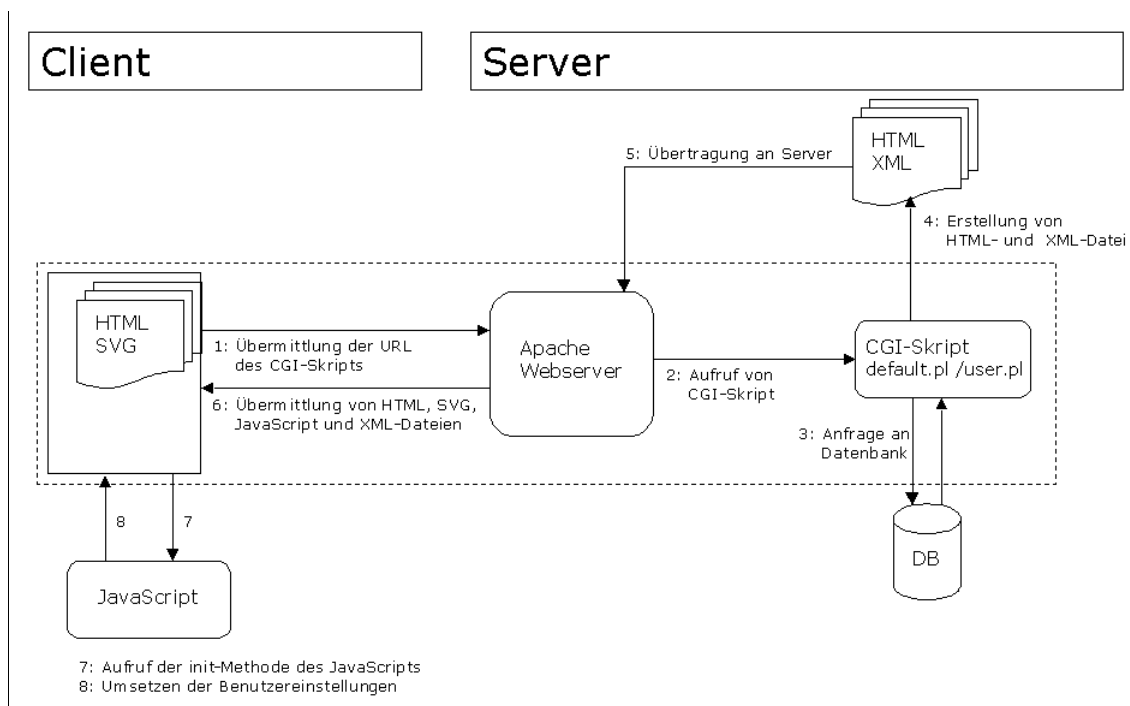 Client
Server
HTML
XML
5: Übertragung an Server
4: Erstellung von
HTML- und XML-Datei
HTML
SVG
1: Übermittlung der URL
des CGI-Skripts
Apache
Webserver
CGI-Skript
default.pl /user.pl
2: Aufruf von
CGI-Skript
6: Übermittlung von HTML, SVG,
JavaScript und XML-Dateien
3: Anfrage an
Datenbank
8
7
DB
JavaScript
7: Aufruf der init-Methode des JavaScripts
8: Umsetzen der Benutzereinstellungen